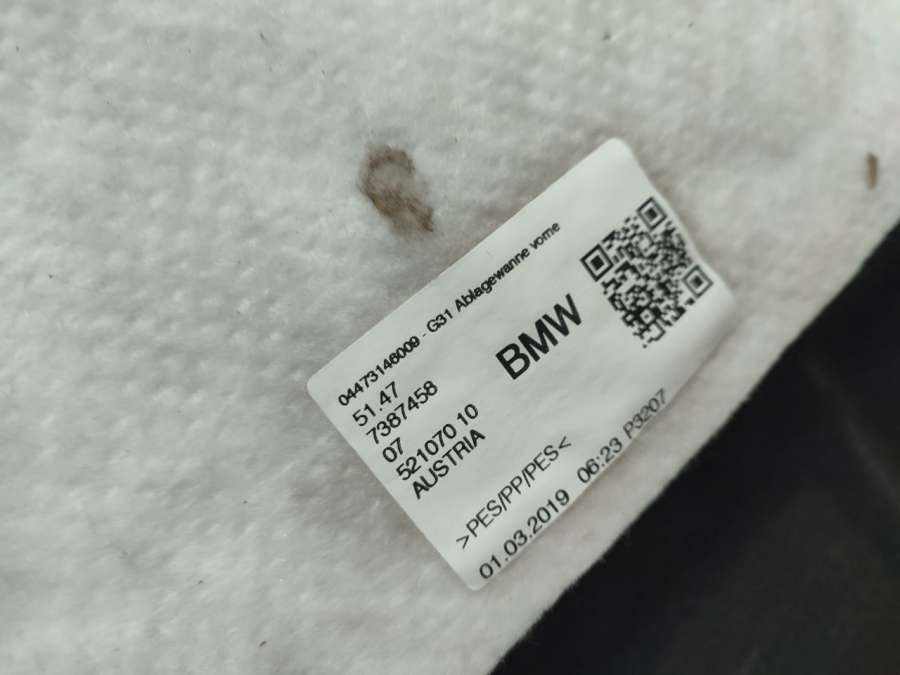 04473146009 - G31 Ablagewanne vorne
51.47
7387458
07
521070 10
AUSTRIA
BMW
>PES/PP/PES<
01.03.2019 06:23 P3207